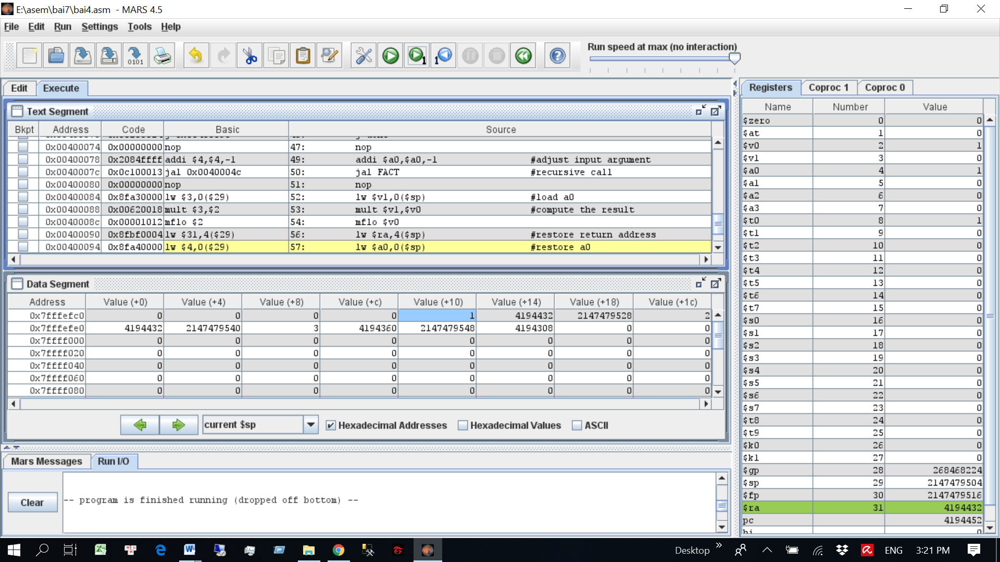 E:\asem\bai7\bai4.asm - MARS 4.5
File Edit Run Settings Tools Help
Run speed at max (no interaction)
Edit Execute
Text Segment
Bkpt Address Code Basic Source
0x00400074 0x00000000 nop 47: nop
0x00400078 0x2084ffff addi $4,$4,-1 49: addi $a0,$a0,-1 #adjust input argument
0x0040007c 0x0c100013 jal 0x0040004c 50: jal FACT #recursive call
0x00400080 0x00000000 nop 51: nop
0x00400084 0x8fa30000 lw $3,0($29) 52: lw $v1,0($sp) #load a0
0x00400088 0x00620018 mult $3,$2 53: mult $v1,$v0 #compute the result
0x0040008c 0x00001012 mflo $2 54: mflo $v0
0x00400090 0x8fbf0004 lw $31,4($29) 56: lw $ra,4($sp) #restore return address
0x00400094 0x8fa40000 lw $4,0($29) 57: lw $a0,0($sp) #restore a0
Data Segment
Address Value (+0) Value (+4) Value (+8) Value (+c) Value (+10) Value (+14) Value (+18) Value (+1c)
0x7fffefc0 0 0 0 0 1 4194432 2147479528 2
0x7fffefe0 4194432 2147479540 3 4194360 2147479548 4194308 0 0
0x7ffff000 0 0 0 0 0 0 0 0
0x7ffff020 0 0 0 0 0 0 0 0
0x7ffff040 0 0 0 0 0 0 0 0
0x7ffff060 0 0 0 0 0 0 0 0
0x7ffff080 0 0 0 0 0 0 0 0
current $sp Hexadecimal Addresses Hexadecimal Values ASCII
Mars Messages Run I/O
Clear
-- program is finished running (dropped off bottom) --
Registers Coproc 1 Coproc 0
Name Number Value
$zero 0 0
$at 1 0
$v0 2 1
$v1 3 0
$a0 4 1
$a1 5 0
$a2 6 0
$a3 7 0
$t0 8 1
$t1 9 0
$t2 10 0
$t3 11 0
$t4 12 0
$t5 13 0
$t6 14 0
$t7 15 0
$s0 16 0
$s1 17 0
$s2 18 0
$s3 19 0
$s4 20 0
$s5 21 0
$s6 22 0
$s7 23 0
$t8 24 0
$t9 25 0
$k0 26 0
$k1 27 0
$gp 28 268468224
$sp 29 2147479504
$fp 30 2147479516
$ra 31 4194432
pc 4194452
hi 0
Desktop ENG 3:21 PM